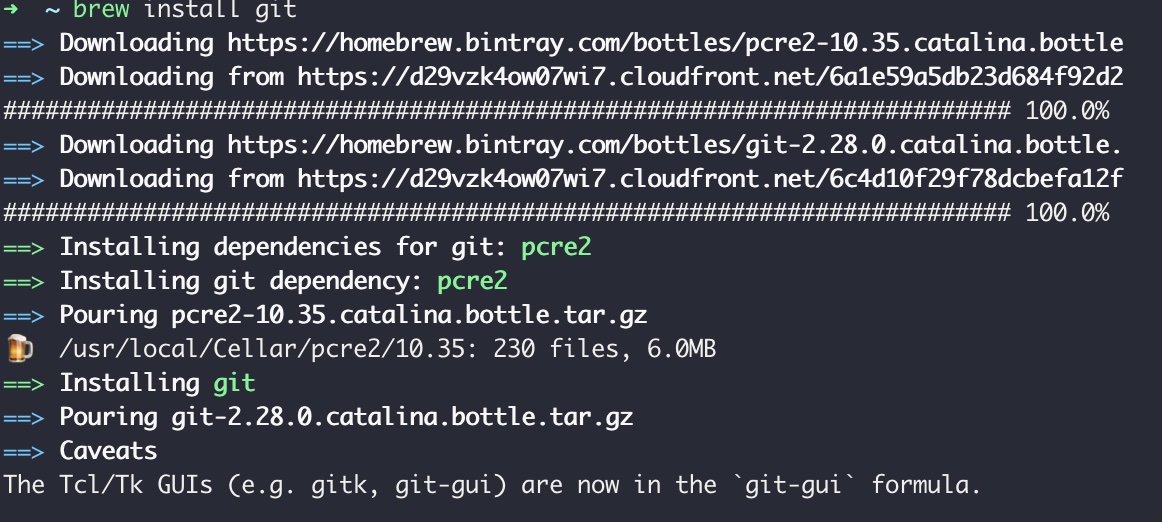 → ~ brew install git
==> Downloading https://homebrew.bintray.com/bottles/pcre2-10.35.catalina.bottle
==> Downloading from https://d29vzk4ow07wi7.cloudfront.net/6a1e59a5db23d684f92d2
######################################################################## 100.0%
==> Downloading https://homebrew.bintray.com/bottles/git-2.28.0.catalina.bottle.
==> Downloading from https://d29vzk4ow07wi7.cloudfront.net/6c4d10f29f78dcbefa12f
######################################################################## 100.0%
==> Installing dependencies for git: pcre2
==> Installing git dependency: pcre2
==> Pouring pcre2-10.35.catalina.bottle.tar.gz
🍺 /usr/local/Cellar/pcre2/10.35: 230 files, 6.0MB
==> Installing git
==> Pouring git-2.28.0.catalina.bottle.tar.gz
==> Caveats
The Tcl/Tk GUIs (e.g. gitk, git-gui) are now in the `git-gui` formula.